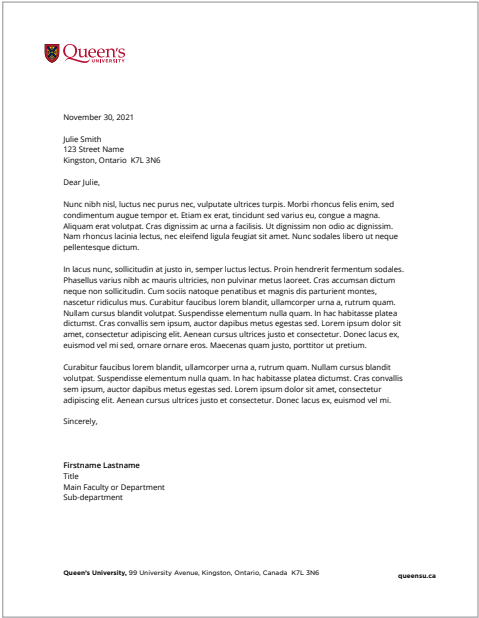 Queen's
UNIVERSITY
November 30, 2021
Julie Smith
123 Street Name
Kingston, Ontario  K7L 3N6
Dear Julie,
Nunc nibh nisl, luctus nec purus nec, vulputate ultrices turpis. Morbi rhoncus felis enim, sed
condimentum augue tempor et. Etiam ex erat, tincidunt sed varius eu, congue a magna.
Aliquam erat volutpat. Cras dignissim ac urna a facilisis. Ut dignissim non odio ac dignissim.
Nam rhoncus lacinia lectus, nec eleifend ligula feugiat sit amet. Nunc sodales libero ut neque
pellentesque dictum.
In lacus nunc, sollicitudin at justo in, semper luctus lectus. Proin hendrerit fermentum sodales.
Phasellus varius nibh ac mauris ultricies, non pulvinar metus laoreet. Cras accumsan dictum
neque non sollicitudin. Cum sociis natoque penatibus et magnis dis parturient montes,
nascetur ridiculus mus. Curabitur faucibus lorem blandit, ullamcorper urna a, rutrum quam.
Nullam cursus blandit volutpat. Suspendisse elementum nulla quam. In hac habitasse platea
dictumst. Cras convallis sem ipsum, auctor dapibus metus egestas sed. Lorem ipsum dolor sit
amet, consectetur adipiscing elit. Aenean cursus ultrices justo et consectetur. Donec lacus ex,
euismod vel mi sed, ornare ornare eros. Maecenas quam justo, porttitor ut pretium.
Curabitur faucibus lorem blandit, ullamcorper urna a, rutrum quam. Nullam cursus blandit
volutpat. Suspendisse elementum nulla quam. In hac habitasse platea dictumst. Cras convallis
sem ipsum, auctor dapibus metus egestas sed. Lorem ipsum dolor sit amet, consectetur
adipiscing elit. Aenean cursus ultrices justo et consectetur. Donec lacus ex, euismod vel mi.
Sincerely,
Firstname Lastname
Title
Main Faculty or Department
Sub-department
Queen's University, 99 University Avenue, Kingston, Ontario, Canada  K7L 3N6
queensu.ca